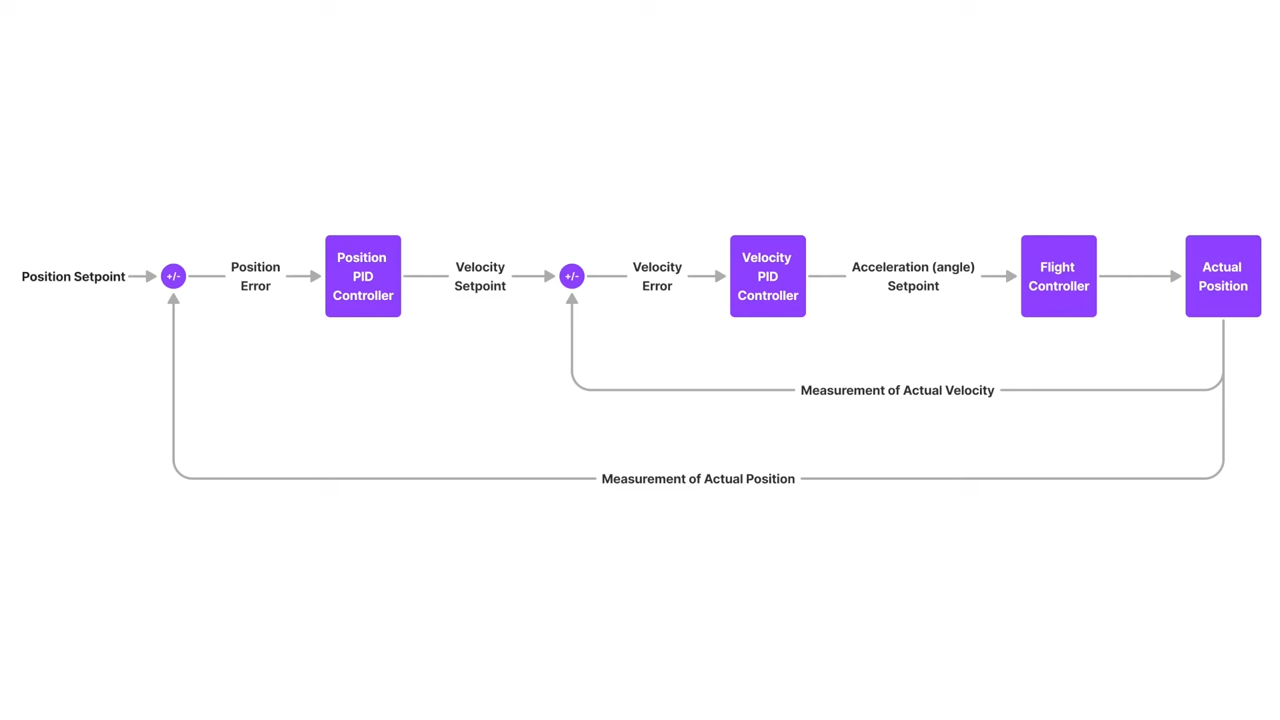 Position Setpoint
+/-
Position
Error
Position
PID
Controller
Velocity
Setpoint
+/-
Velocity
Error
Velocity
PID
Controller
Acceleration (angle)
Setpoint
Flight
Controller
Actual
Position
Measurement of Actual Velocity
Measurement of Actual Position